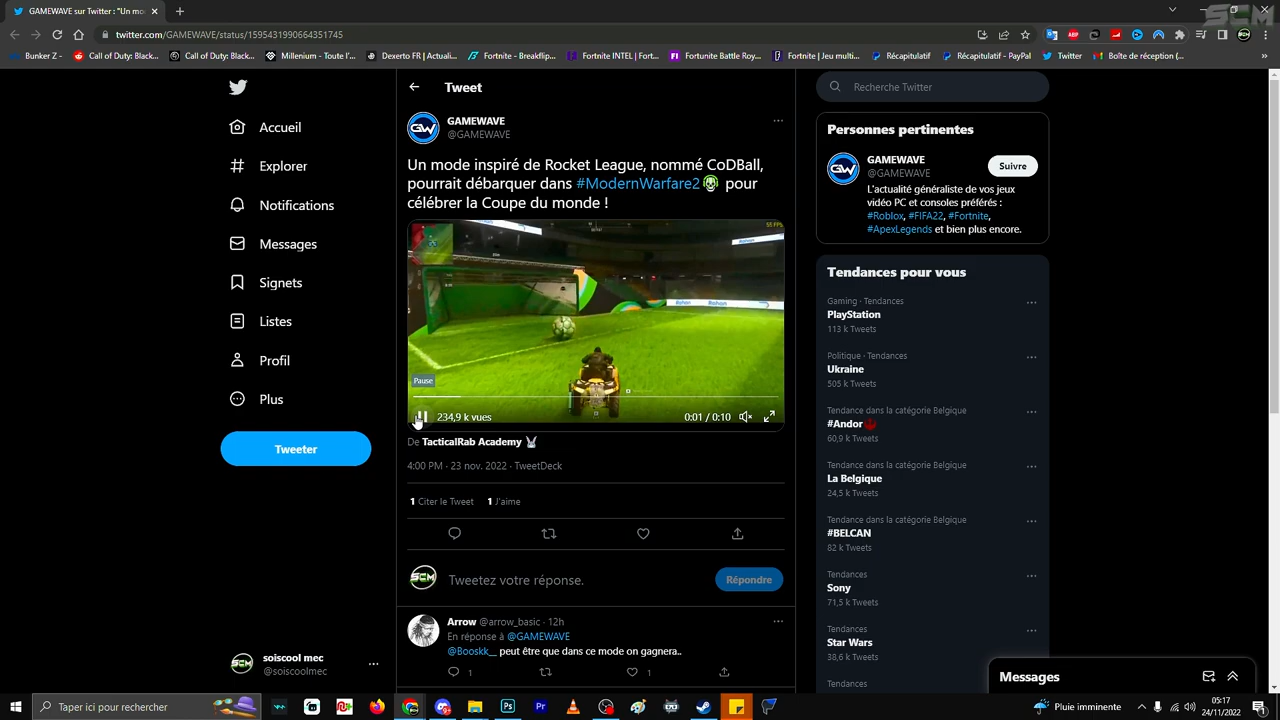 GAMEWAVE sur Twitter : "Un mo
twitter.com/GAMEWAVE/status/1595431990664351745
SCM
Bunker Z -
Call of Duty (@Call...
Call of Duty: Black...
Millenium - Toute l'...
Dexerto FR | Actual...
Fortnite - Breakflip...
Fortnite INTEL | Fort...
Fortunite Battle Roy...
Fortnite | Jeu multi...
Récapitulatif
Récapitulatif - PayPal
Twitter
Boîte de réception (...
Tweet
Recherche Twitter
Accueil
Explorer
Notifications
Messages
Signets
Listes
Profil
Plus
Tweeter
soiscool mec
@soiscoolmec
GW
GAMEWAVE
@GAMEWAVE
Un mode inspiré de Rocket League, nommé CoDBall,
pourrait débarquer dans #ModernWarfare2 pour
célébrer la Coupe du monde !
Pause
234,9 k vues
0:01 / 0:10
De TacticalRab Academy
4:00 PM · 23 nov. 2022 · TweetDeck
1 Citer le Tweet 1 J'aime
SCM
Tweetez votre réponse.
Répondre
Arrow @arrow_basic · 12h
En réponse à @GAMEWAVE
@Booskk__ peut être que dans ce mode on gagnera..
1
1
Personnes pertinentes
GW
GAMEWAVE
@GAMEWAVE
Suivre
L'actualité généraliste de vos jeux
vidéo PC et consoles préférés :
#Roblox, #FIFA22, #Fortnite,
#ApexLegends et bien plus encore.
Tendances pour vous
Gaming · Tendances
PlayStation
113 k Tweets
Politique · Tendances
Ukraine
505 k Tweets
Tendance dans la catégorie Belgique
#Andor
60,9 k Tweets
Tendance dans la catégorie Belgique
La Belgique
24,5 k Tweets
Tendance dans la catégorie Belgique
#BELCAN
82 k Tweets
Tendances
Sony
71,5 k Tweets
Tendances
Star Wars
38,6 k Tweets
Tendances
Messages
Taper ici pour rechercher
Pluie imminente
05:17
24/11/2022